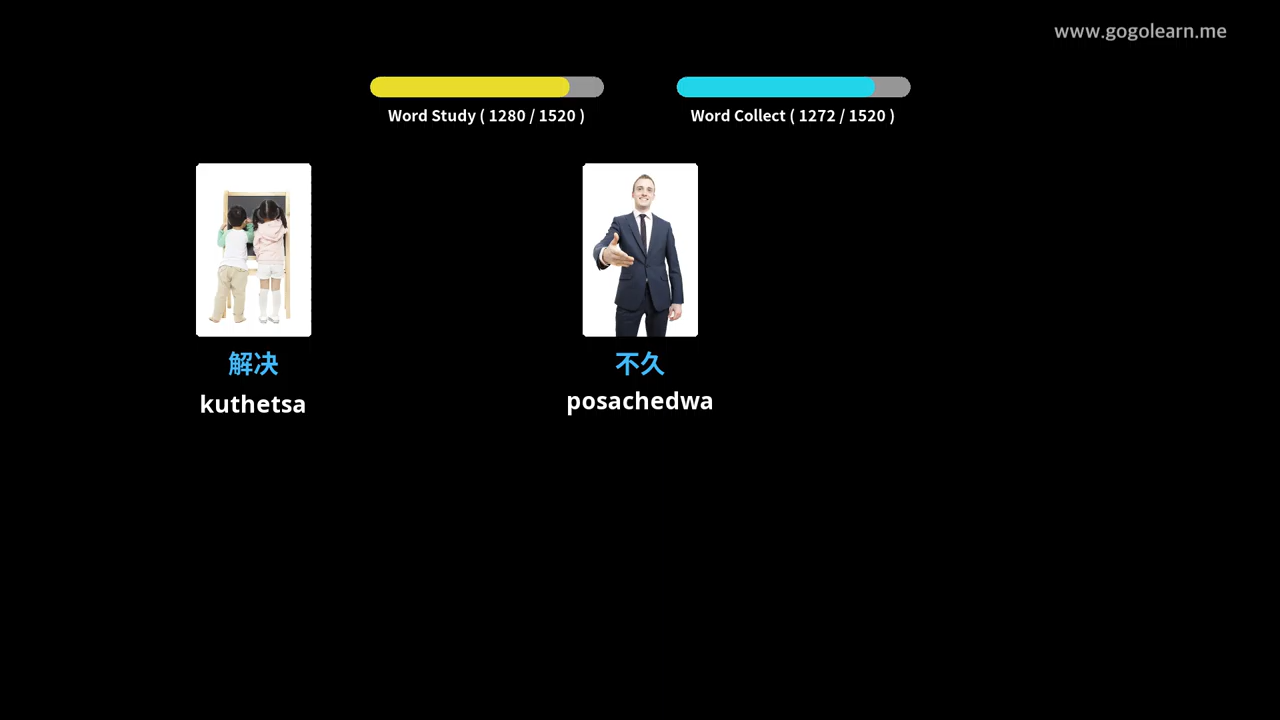 www.gogolearn.me
Word Study ( 1280 / 1520 )
Word Collect ( 1272 / 1520 )
解决
不久
kuthetsa
posachedwa